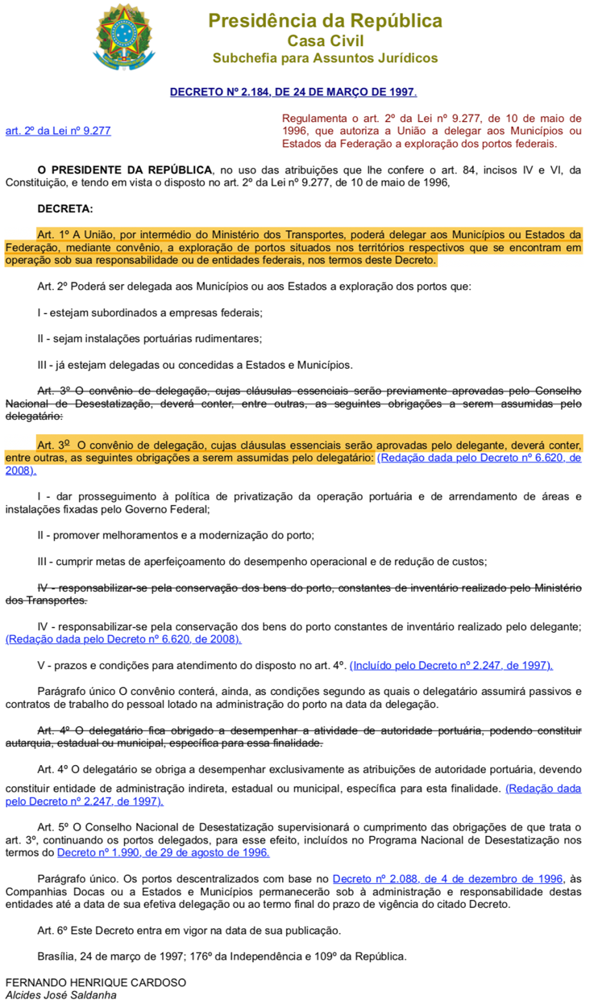 Presidência da República
Casa Civil
Subchefia para Assuntos Jurídicos
DECRETO Nº 2.184, DE 24 DE MARÇO DE 1997.
art. 2º da Lei nº 9.277
Regulamenta o art. 2º da Lei nº 9.277, de 10 de maio de
1996, que autoriza a União a delegar aos Municípios ou
Estados da Federação a exploração dos portos federais.
O PRESIDENTE DA REPÚBLICA, no uso das atribuições que lhe confere o art. 84, incisos IV e VI, da
Constituição, e tendo em vista o disposto no art. 2º da Lei nº 9.277, de 10 de maio de 1996,
DECRETA:
Art. 1º A União, por intermédio do Ministério dos Transportes, poderá delegar aos Municípios ou Estados da
Federação, mediante convênio, a exploração de portos situados nos territórios respectivos que se encontram em
operação sob sua responsabilidade ou de entidades federais, nos termos deste Decreto.
Art. 2º Poderá ser delegada aos Municípios ou aos Estados a exploração dos portos que:
I - estejam subordinados a empresas federais;
II - sejam instalações portuárias rudimentares;
III - já estejam delegadas ou concedidas a Estados e Municípios.
Art. 3º O convênio de delegação, cujas cláusulas essenciais serão previamente aprovadas pelo Conselho
Nacional de Desestatização, deverá conter, entre outras, as seguintes obrigações a serem assumidas pelo
delegatário:
Art. 3º O convênio de delegação, cujas cláusulas essenciais serão aprovadas pelo delegante, deverá conter,
entre outras, as seguintes obrigações a serem assumidas pelo delegatário: (Redação dada pelo Decreto nº 6.620, de
2008).
I - dar prosseguimento à política de privatização da operação portuária e de arrendamento de áreas e
instalações fixadas pelo Governo Federal;
II - promover melhoramentos e a modernização do porto;
III - cumprir metas de aperfeiçoamento do desempenho operacional e de redução de custos;
IV - responsabilizar-se pela conservação dos bens do porto, constantes de inventário realizado pelo Ministério
dos Transportes.
IV - responsabilizar-se pela conservação dos bens do porto constantes de inventário realizado pelo delegante;
(Redação dada pelo Decreto nº 6.620, de 2008).
V - prazos e condições para atendimento do disposto no art. 4º. (Incluído pelo Decreto nº 2.247, de 1997).
Parágrafo único O convênio conterá, ainda, as condições segundo as quais o delegatário assumirá passivos e
contratos de trabalho do pessoal lotado na administração do porto na data da delegação.
Art. 4º O delegatário fica obrigado a desempenhar a atividade de autoridade portuária, podendo constituir
autarquia, estadual ou municipal, específica para essa finalidade.
Art. 4º O delegatário se obriga a desempenhar exclusivamente as atribuições de autoridade portuária, devendo
constituir entidade de administração indireta, estadual ou municipal, específica para esta finalidade. (Redação dada
pelo Decreto nº 2.247, de 1997).
Art. 5º O Conselho Nacional de Desestatização supervisionará o cumprimento das obrigações de que trata o
art. 3º, continuando os portos delegados, para esse efeito, incluídos no Programa Nacional de Desestatização nos
termos do Decreto nº 1.990, de 29 de agosto de 1996.
Parágrafo único. Os portos descentralizados com base no Decreto nº 2.088, de 4 de dezembro de 1996, às
Companhias Docas ou a Estados e Municípios permanecerão sob à administração e responsabilidade destas
entidades até a data de sua efetiva delegação ou ao termo final do prazo de vigência do citado Decreto.
Art. 6º Este Decreto entra em vigor na data de sua publicação.
Brasília, 24 de março de 1997; 176º da Independência e 109º da República.
FERNANDO HENRIQUE CARDOSO
Alcides José Saldanha